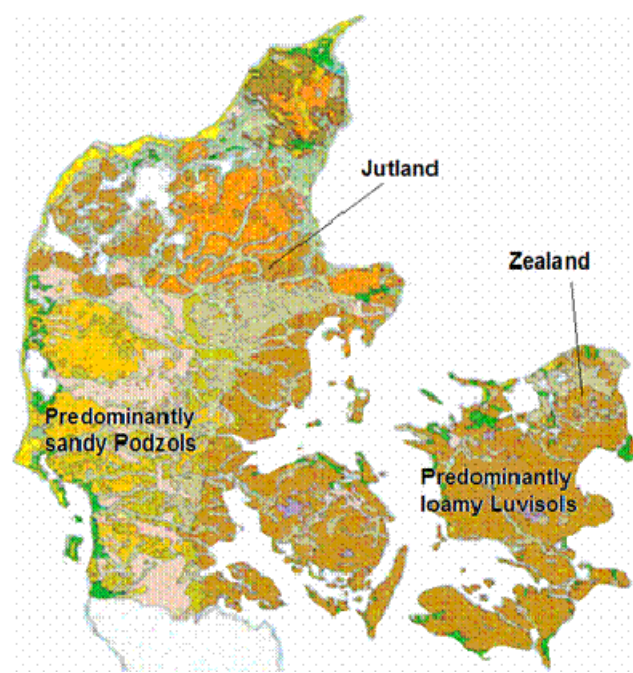 Jutland
Zealand
Predominantly
sandy Podzols
Predominantly
loamy Luvisols